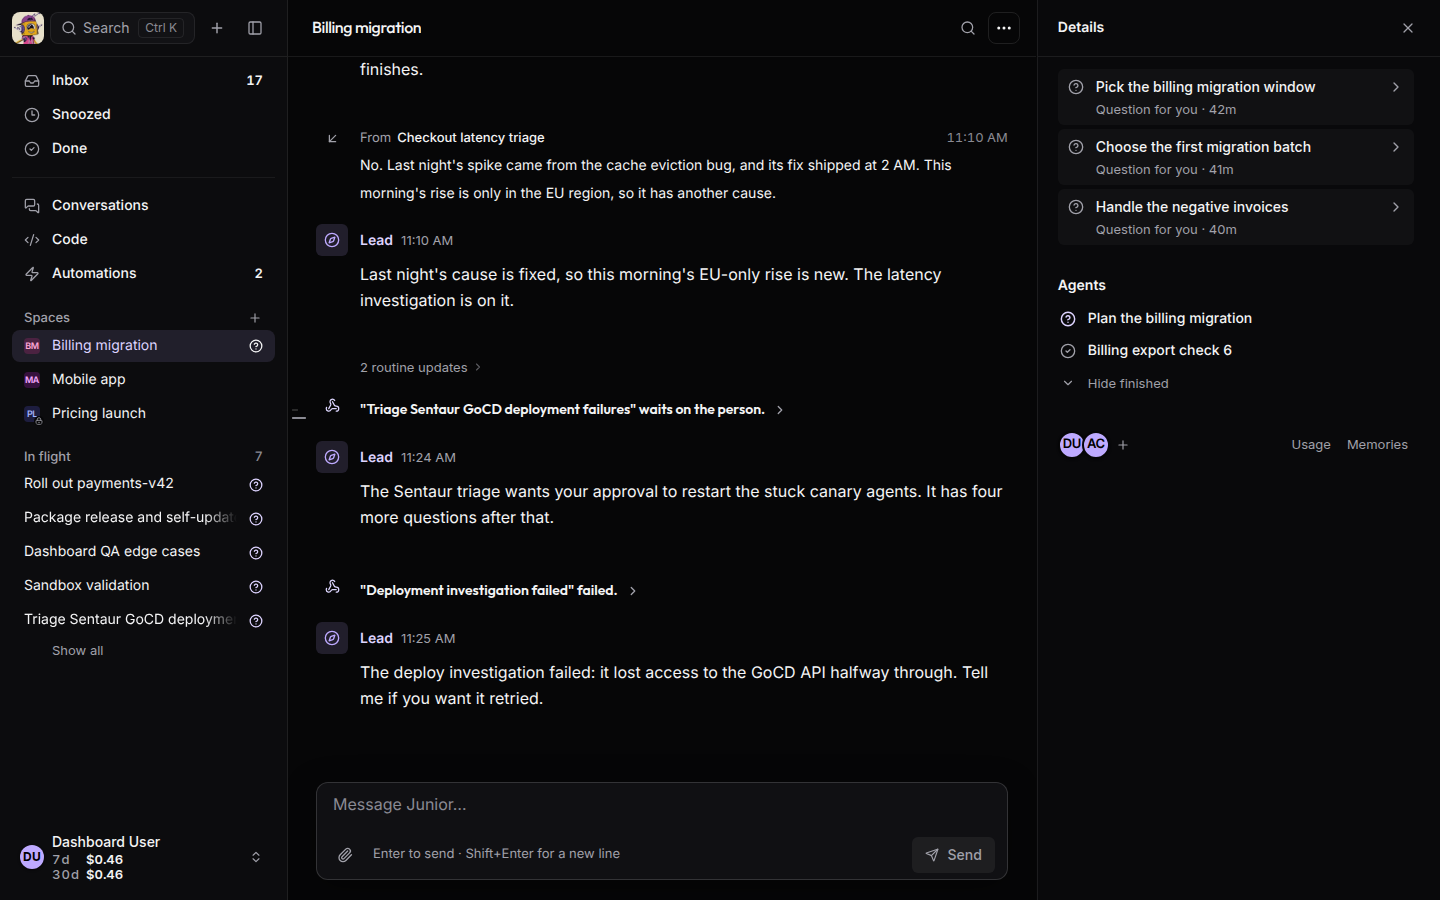 Search Ctrl K
Inbox 17
Snoozed
Done
Conversations
Code
Automations 2
Spaces
BM Billing migration
MA Mobile app
PL Pricing launch
In flight 7
Roll out payments-v42
Package release and self-updat
Dashboard QA edge cases
Sandbox validation
Triage Sentaur GoCD deployme
Show all
DU Dashboard User
7d $0.46
30d $0.46
Billing migration
finishes.
From Checkout latency triage 11:10 AM
No. Last night's spike came from the cache eviction bug, and its fix shipped at 2 AM. This
morning's rise is only in the EU region, so it has another cause.
Lead 11:10 AM
Last night's cause is fixed, so this morning's EU-only rise is new. The latency
investigation is on it.
2 routine updates
"Triage Sentaur GoCD deployment failures" waits on the person.
Lead 11:24 AM
The Sentaur triage wants your approval to restart the stuck canary agents. It has four
more questions after that.
"Deployment investigation failed" failed.
Lead 11:25 AM
The deploy investigation failed: it lost access to the GoCD API halfway through. Tell
me if you want it retried.
Message Junior...
Enter to send · Shift+Enter for a new line
Send
Details
Pick the billing migration window
Question for you · 42m
Choose the first migration batch
Question for you · 41m
Handle the negative invoices
Question for you · 40m
Agents
Plan the billing migration
Billing export check 6
Hide finished
DU AC Usage Memories